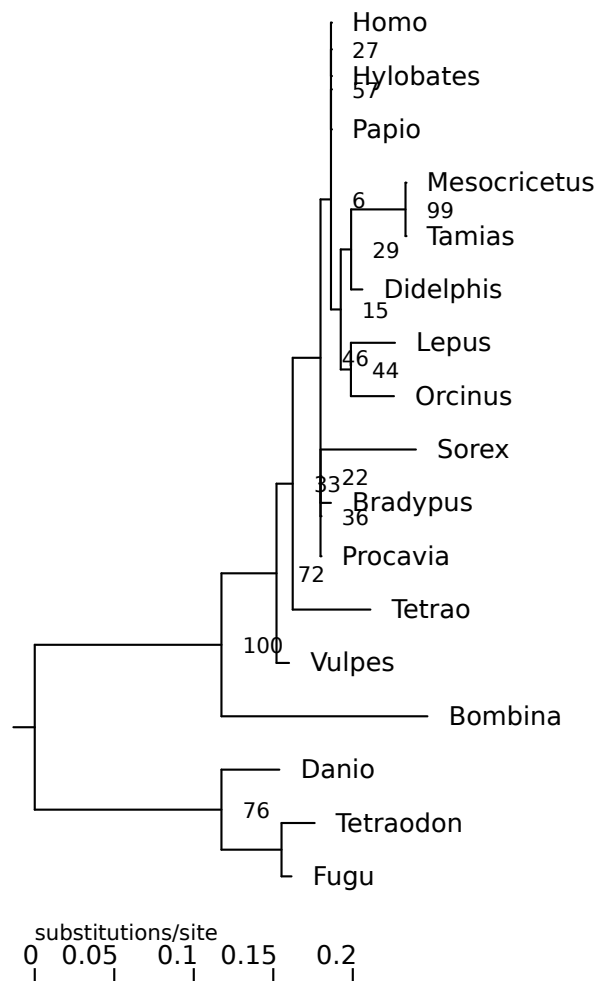 Homo
27
Hylobates
57
Papio
Mesocricetus
6
99
Tamias
29
Didelphis
15
Lepus
46
44
Orcinus
Sorex
33
22
Bradypus
36
Procavia
72
Tetrao
100
Vulpes
Bombina
Danio
76
Tetraodon
Fugu
substitutions/site
0 0.05 0.1 0.15 0.2